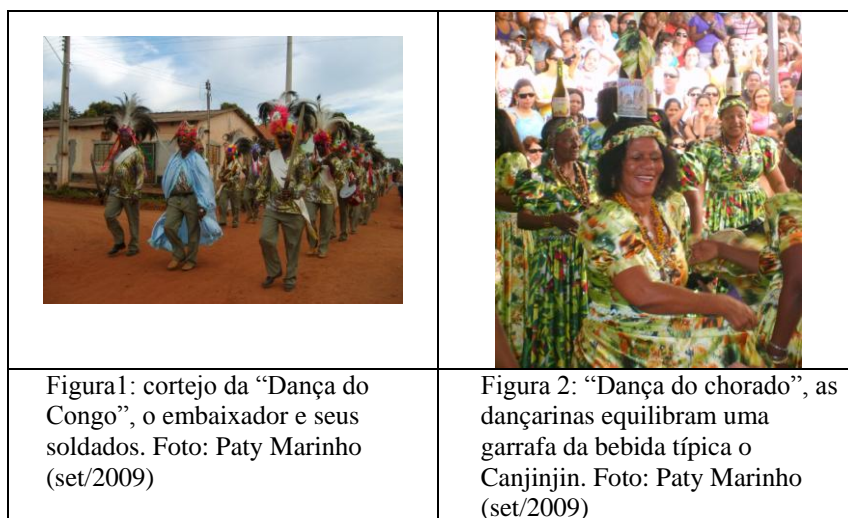 Figura1: cortejo da “Dança do
Congo”, o embaixador e seus
soldados. Foto: Paty Marinho
(set/2009)
Figura 2: “Dança do chorado”, as
dançarinas equilibram uma
garrafa da bebida típica o
Canjinjin. Foto: Paty Marinho
(set/2009)